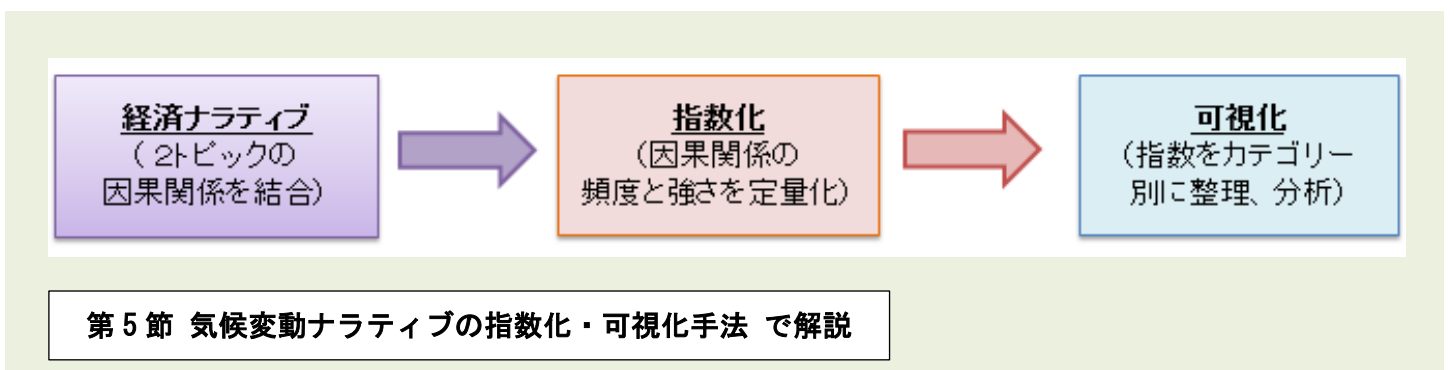 経済ナラティブ
（２トピックの
因果関係を結合）
指数化
（因果関係の
頻度と強さを定量化）
可視化
（指数をカテゴリー
別に整理、分析）
第５節 気候変動ナラティブの指数化・可視化手法 で解説